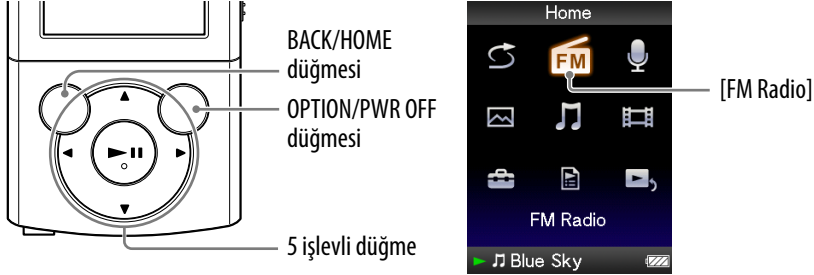 BACK/HOME
düğmesi
OPTION/PWR OFF
düğmesi
5 işlevli düğme
Home
FM
[FM Radio]
FM Radio
Blue Sky